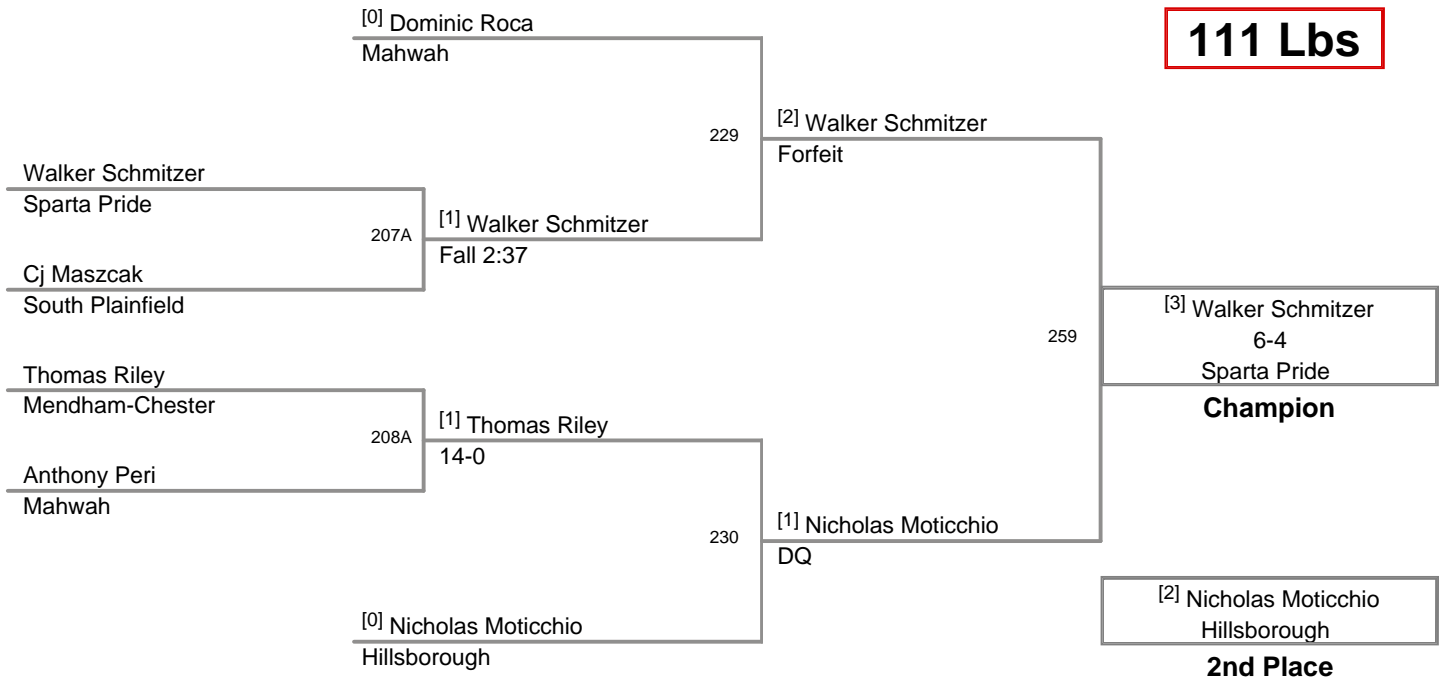 [0] Dominic Roca
Mahwah
111 Lbs
229
[2] Walker Schmitzer
Forfeit
Walker Schmitzer
Sparta Pride
207A
[1] Walker Schmitzer
Fall 2:37
Cj Maszcak
South Plainfield
259
[3] Walker Schmitzer
6-4
Sparta Pride
Champion
Thomas Riley
Mendham-Chester
208A
[1] Thomas Riley
14-0
Anthony Peri
Mahwah
230
[1] Nicholas Moticchio
DQ
[0] Nicholas Moticchio
Hillsborough
[2] Nicholas Moticchio
Hillsborough
2nd Place